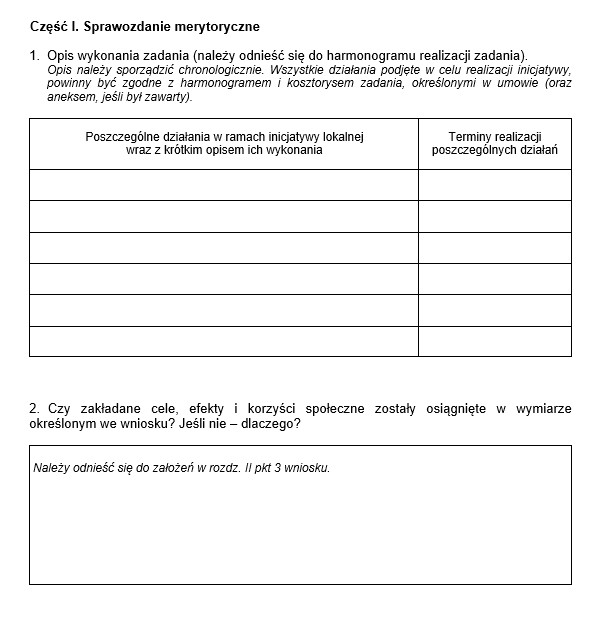 Część I. Sprawozdanie merytoryczne
1. Opis wykonania zadania (należy odnieść się do harmonogramu realizacji zadania).
Opis należy sporządzić chronologicznie. Wszystkie działania podjęte w celu realizacji inicjatywy,
powinny być zgodne z harmonogramem i kosztorysem zadania, określonymi w umowie (oraz
aneksem, jeśli był zawarty).
Poszczególne działania w ramach inicjatywy lokalnej
wraz z krótkim opisem ich wykonania
Terminy realizacji
poszczególnych działań
2. Czy zakładane cele, efekty i korzyści społeczne zostały osiągnięte w wymiarze
określonym we wniosku? Jeśli nie – dlaczego?
Należy odnieść się do założeń w rozdz. II pkt 3 wniosku.